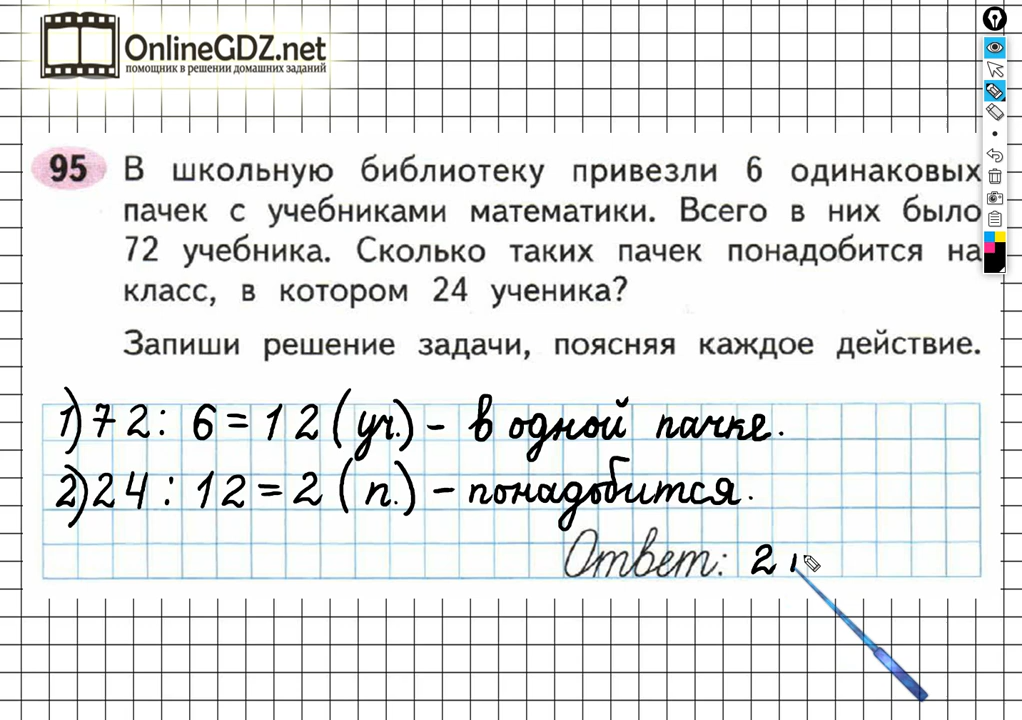 OnlineGDZ.net
помощник в решении домашних заданий
95 В школьную библиотеку привезли 6 одинаковых
пачек с учебниками математики. Всего в них было
72 учебника. Сколько таких пачек понадобится на
класс, в котором 24 ученика?
Запиши решение задачи, поясняя каждое действие.
1) 72 : 6 = 12 (уч.) – в одной пачке.
2) 24 : 12 = 2 (п.) – понадобится.
Ответ: 2